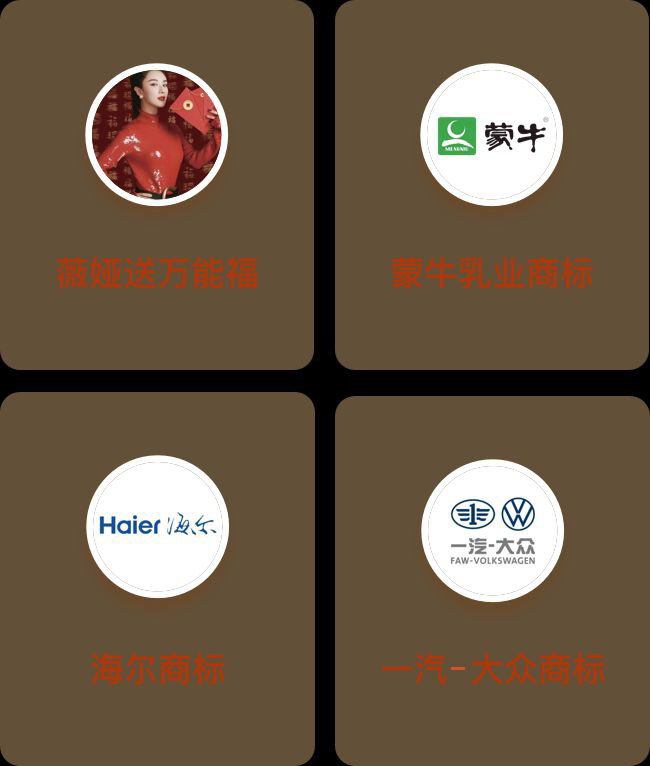 薇娅送万能福
MENGNIU 蒙牛®
蒙牛乳业商标
Haier 海尔
海尔商标
一汽-大众
FAW-VOLKSWAGEN
一汽-大众商标